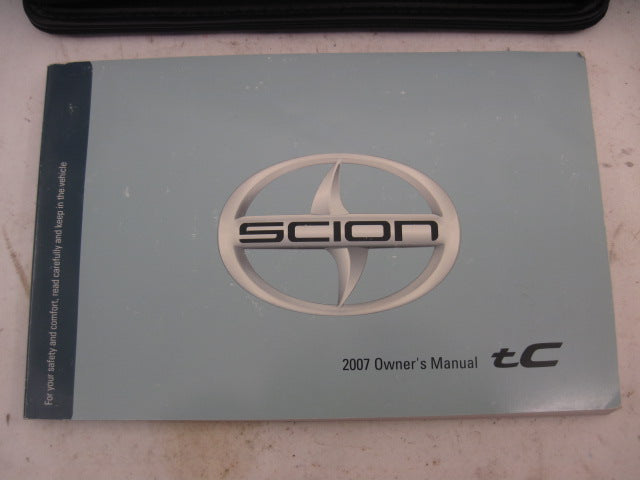 For your safety and comfort, read carefully and keep in the vehicle
SCION
2007 Owner's Manual tC